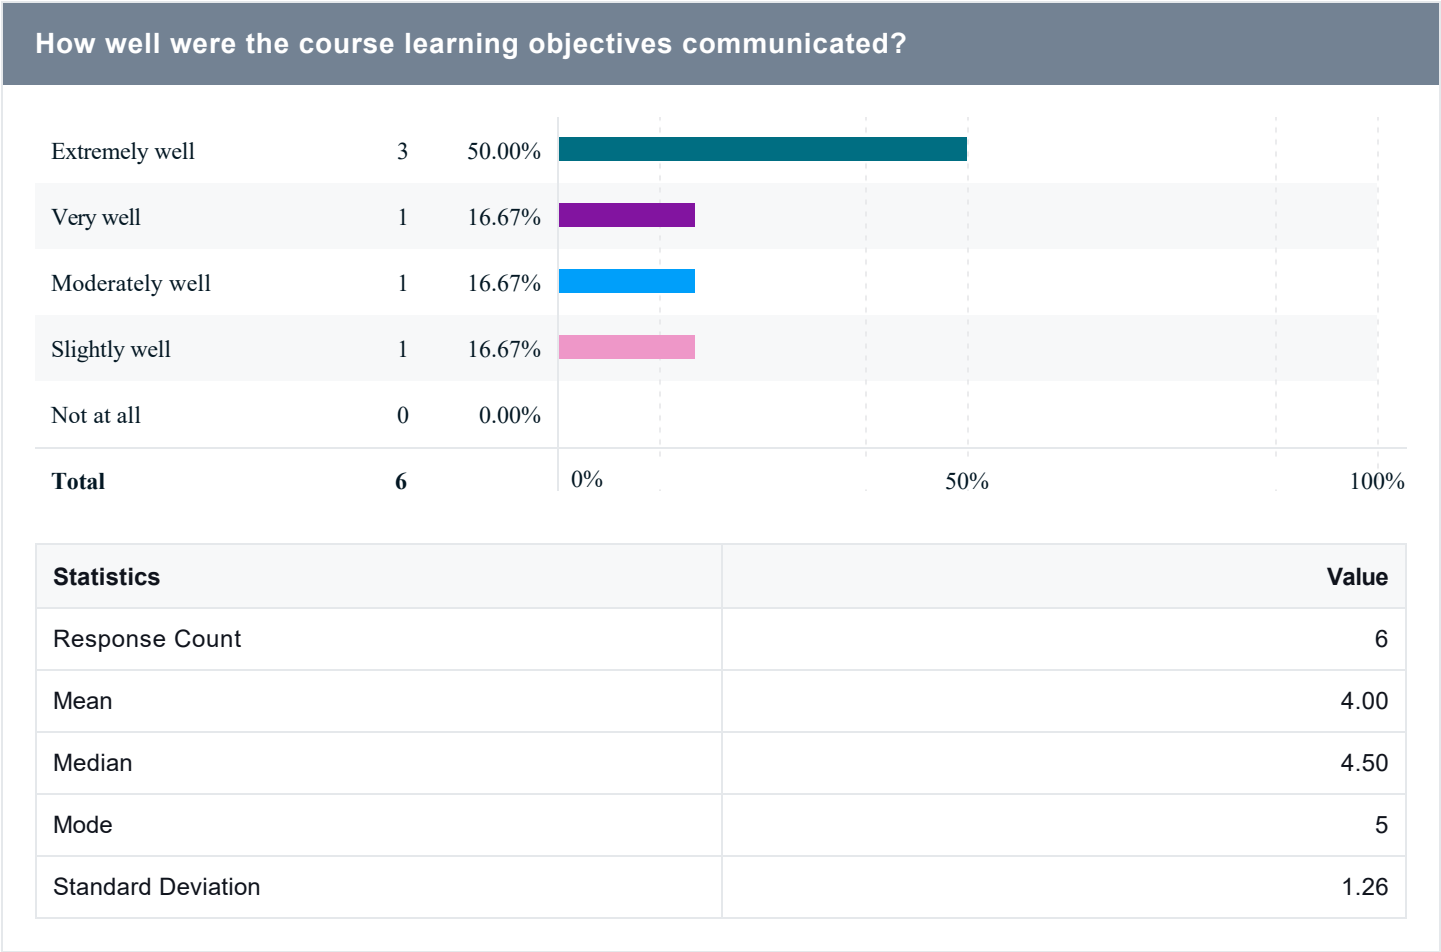 How well were the course learning objectives communicated?
Extremely well 3 50.00%
Very well 1 16.67%
Moderately well 1 16.67%
Slightly well 1 16.67%
Not at all 0 0.00%
Total 6 0% 50% 100%
Statistics Value
Response Count 6
Mean 4.00
Median 4.50
Mode 5
Standard Deviation 1.26